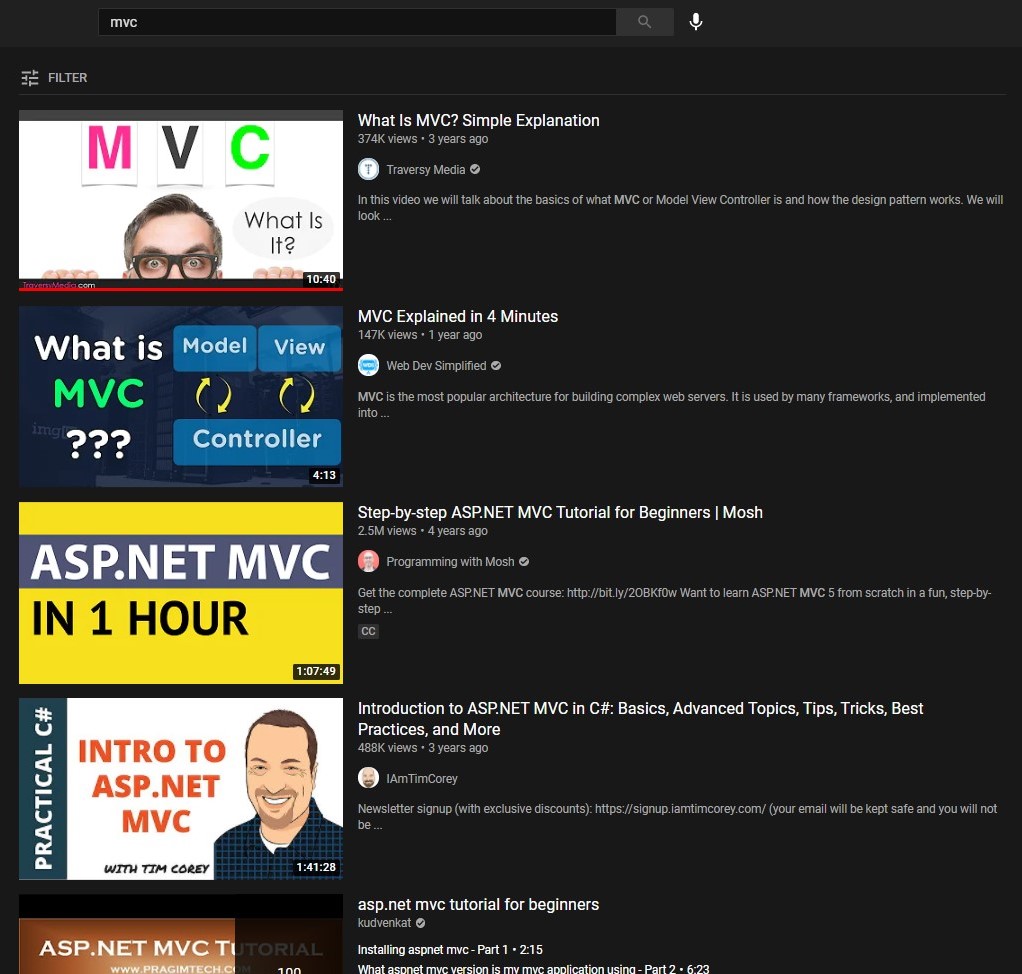 mvc
FILTER
M V C
What Is
It?
TraversyMedia.com
10:40
What Is MVC? Simple Explanation
374K views • 3 years ago
T
Traversy Media
In this video we will talk about the basics of what MVC or Model View Controller is and how the design pattern works. We will
look ...
What is
MVC
???
Model
View
Controller
4:13
MVC Explained in 4 Minutes
147K views • 1 year ago
Web Dev Simplified
MVC is the most popular architecture for building complex web servers. It is used by many frameworks, and implemented
into ...
ASP.NET MVC
IN 1 HOUR
1:07:49
Step-by-step ASP.NET MVC Tutorial for Beginners | Mosh
2.5M views • 4 years ago
Programming with Mosh
Get the complete ASP.NET MVC course: http://bit.ly/2OBKf0w Want to learn ASP.NET MVC 5 from scratch in a fun, step-by-
step ...
CC
PRACTICAL C#
INTRO TO
ASP.NET
MVC
WITH TIM COREY
1:41:28
Introduction to ASP.NET MVC in C#: Basics, Advanced Topics, Tips, Tricks, Best
Practices, and More
488K views • 3 years ago
IAmTimCorey
Newsletter signup (with exclusive discounts): https://signup.iamtimcorey.com/ (your email will be kept safe and you will not
be ...
ASP.NET MVC TUTORIAL
WWW.PRAGIMTECH.COM
100
asp.net mvc tutorial for beginners
kudvenkat
Installing aspnet mvc - Part 1 • 2:15
What aspnet mvc version is my mvc application using - Part 2 • 6:23